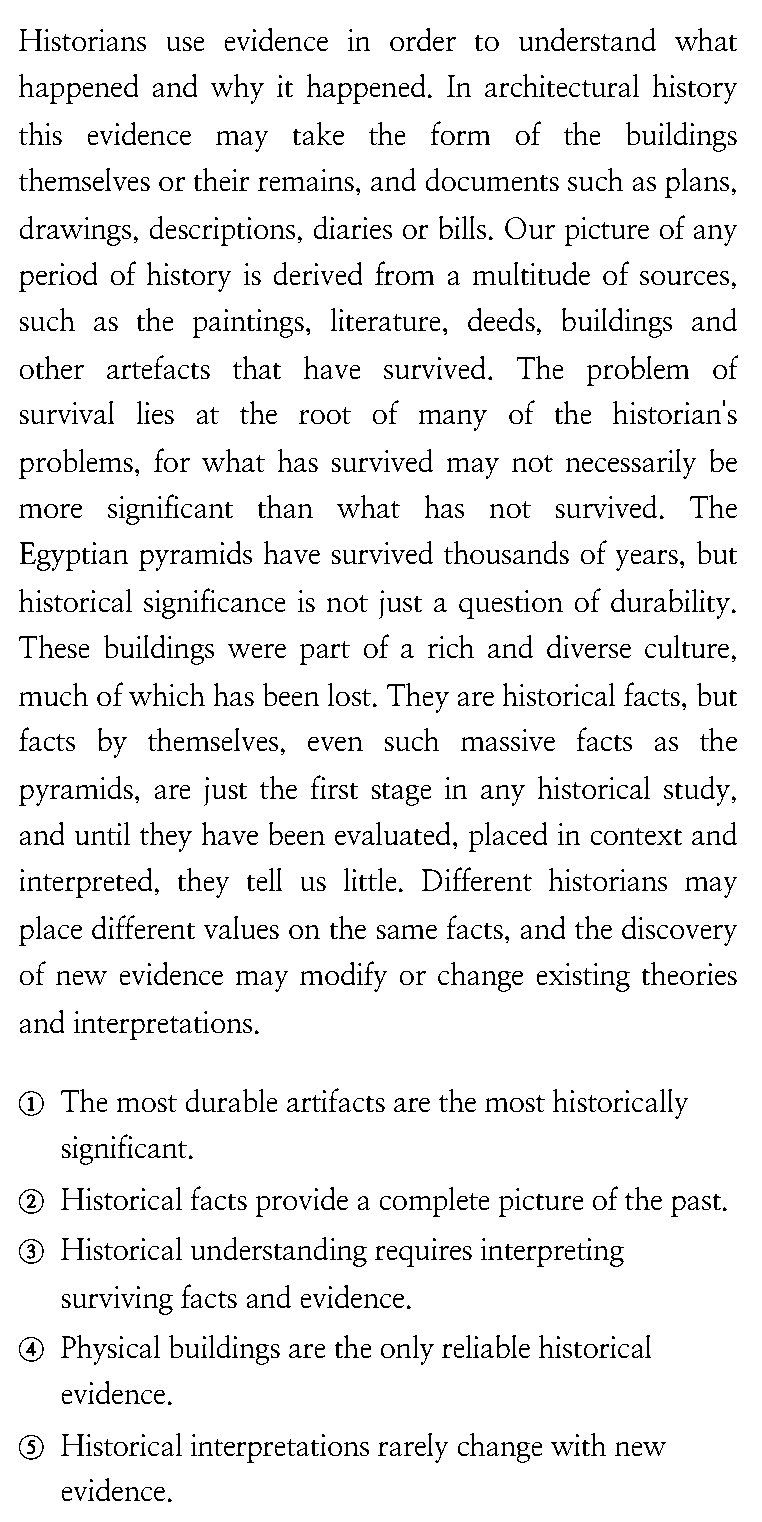 Historians use evidence in order to understand what
happened and why it happened. In architectural history
this evidence may take the form of the buildings
themselves or their remains, and documents such as plans,
drawings, descriptions, diaries or bills. Our picture of any
period of history is derived from a multitude of sources,
such as the paintings, literature, deeds, buildings and
other artefacts that have survived. The problem of
survival lies at the root of many of the historian's
problems, for what has survived may not necessarily be
more significant than what has not survived. The
Egyptian pyramids have survived thousands of years, but
historical significance is not just a question of durability.
These buildings were part of a rich and diverse culture,
much of which has been lost. They are historical facts, but
facts by themselves, even such massive facts as the
pyramids, are just the first stage in any historical study,
and until they have been evaluated, placed in context and
interpreted, they tell us little. Different historians may
place different values on the same facts, and the discovery
of new evidence may modify or change existing theories
and interpretations.
① The most durable artifacts are the most historically
significant.
② Historical facts provide a complete picture of the past.
③ Historical understanding requires interpreting
surviving facts and evidence.
④ Physical buildings are the only reliable historical
evidence.
⑤ Historical interpretations rarely change with new
evidence.